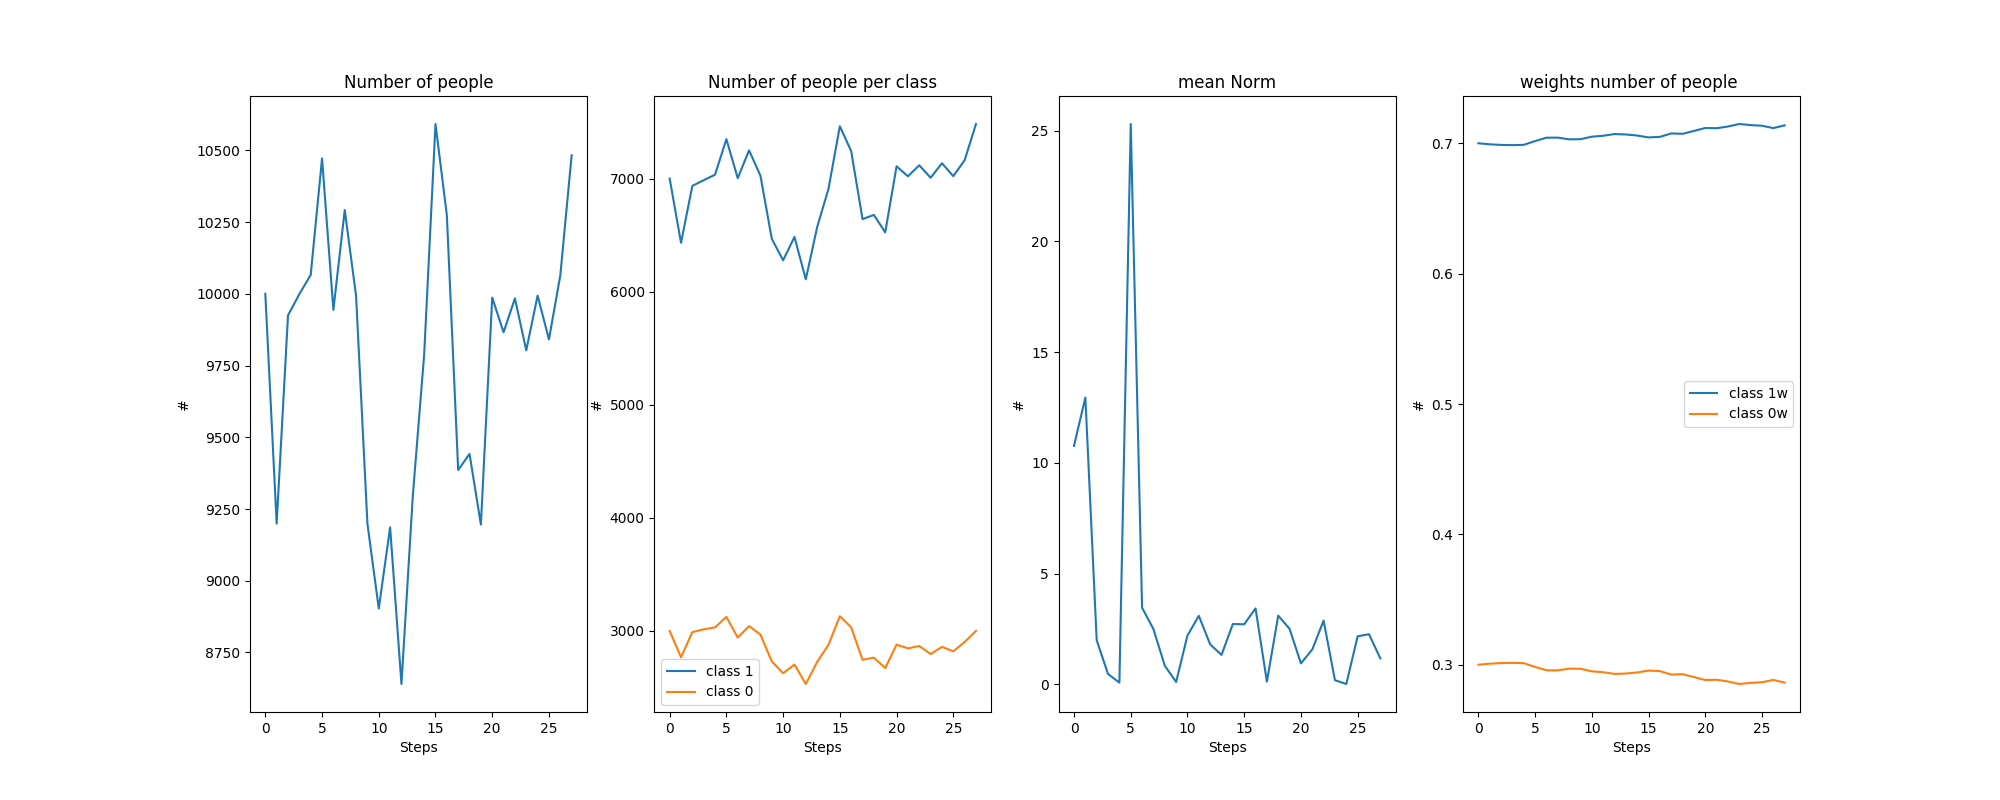 Number of people
10500
10250
10000
9750
9500
9250
9000
8750
#
0 5 10 15 20 25
Steps
Number of people per class
7000
6000
5000
4000
3000
#
class 1
class 0
0 5 10 15 20 25
Steps
mean Norm
25
20
15
10
5
0
#
0 5 10 15 20 25
Steps
weights number of people
0.7
0.6
0.5
0.4
0.3
#
class 1w
class 0w
0 5 10 15 20 25
Steps